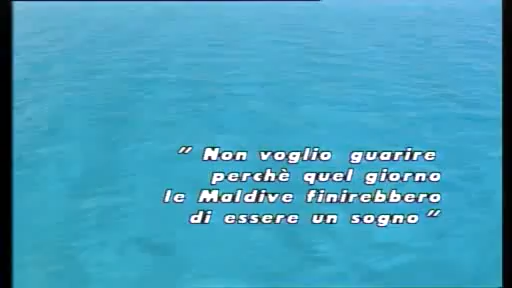 " Non voglio guarire
perchè quel giorno
le Maldive finirebbero
di essere un sogno "